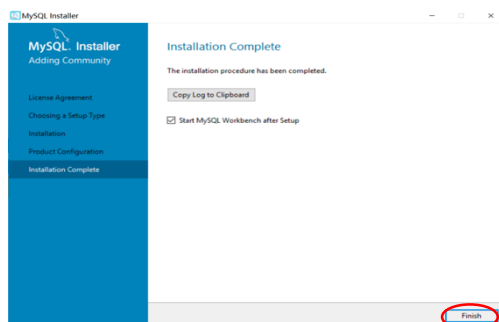 MySQL Installer
MySQL. Installer
Adding Community
License Agreement
Choosing a Setup Type
Installation
Product Configuration
Installation Complete
Installation Complete
The installation procedure has been completed.
Copy Log to Clipboard
Start MySQL Workbench after Setup
Finish